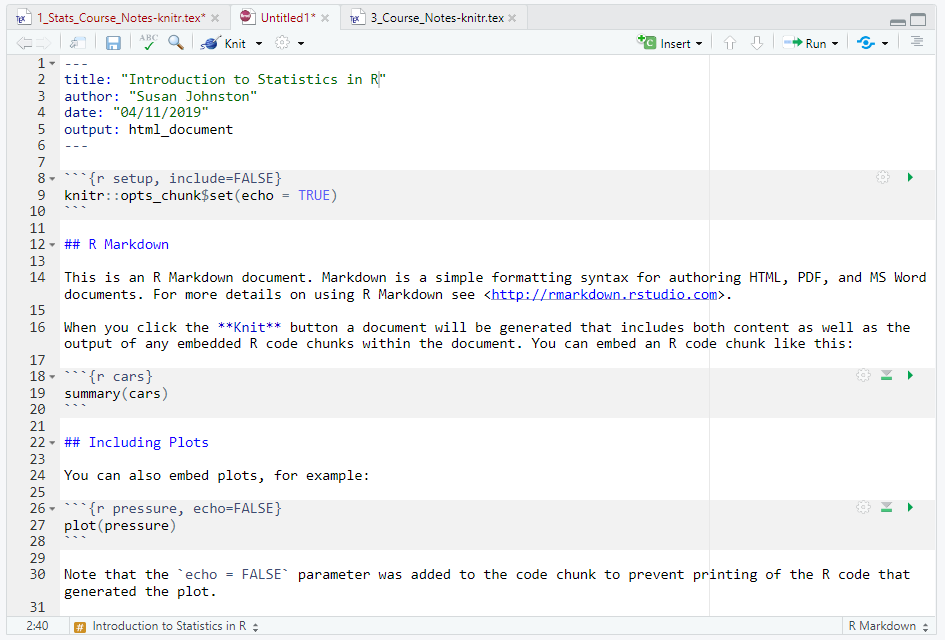 1_Stats_Course_Notes-knitr.tex* Untitled1* 3_Course_Notes-knitr.tex
ABC Knit Insert Run
1 ---
2 title: "Introduction to Statistics in R"
3 author: "Susan Johnston"
4 date: "04/11/2019"
5 output: html_document
6 ---
7
8 ```{r setup, include=FALSE}
9 knitr::opts_chunk$set(echo = TRUE)
10 ```
11
12 ## R Markdown
13
14 This is an R Markdown document. Markdown is a simple formatting syntax for authoring HTML, PDF, and MS Word
documents. For more details on using R Markdown see <http://rmarkdown.rstudio.com>.
15
16 When you click the **Knit** button a document will be generated that includes both content as well as the
output of any embedded R code chunks within the document. You can embed an R code chunk like this:
17
18 ```{r cars}
19 summary(cars)
20 ```
21
22 ## Including Plots
23
24 You can also embed plots, for example:
25
26 ```{r pressure, echo=FALSE}
27 plot(pressure)
28 ```
29
30 Note that the `echo = FALSE` parameter was added to the code chunk to prevent printing of the R code that
generated the plot.
31
2:40 # Introduction to Statistics in R R Markdown